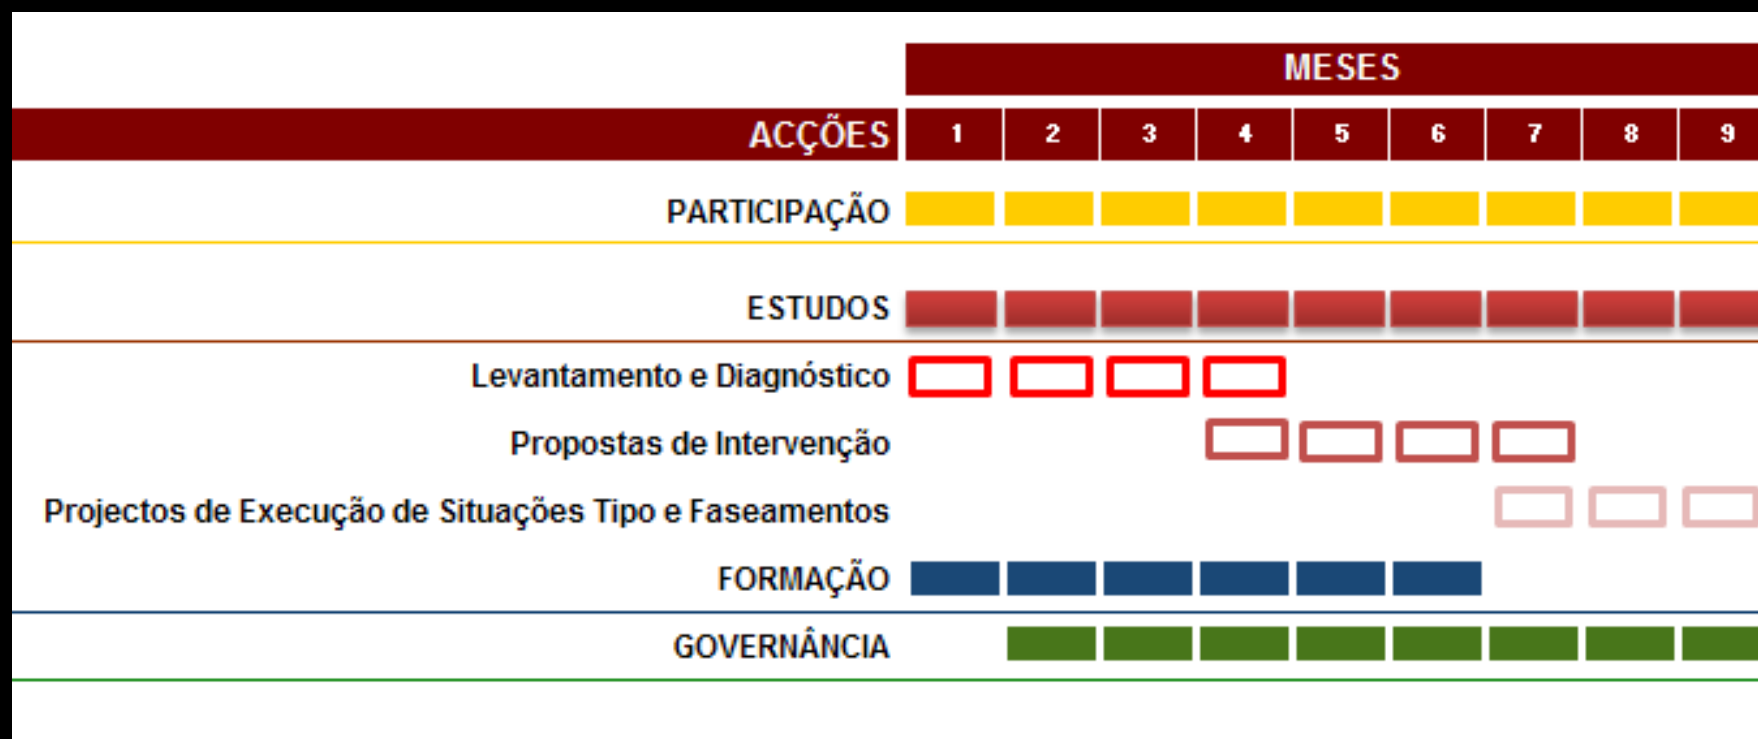 MESES
ACÇÕES 1 2 3 4 5 6 7 8 9
PARTICIPAÇÃO
ESTUDOS
Levantamento e Diagnóstico
Propostas de Intervenção
Projectos de Execução de Situações Tipo e Faseamentos
FORMAÇÃO
GOVERNÂNCIA